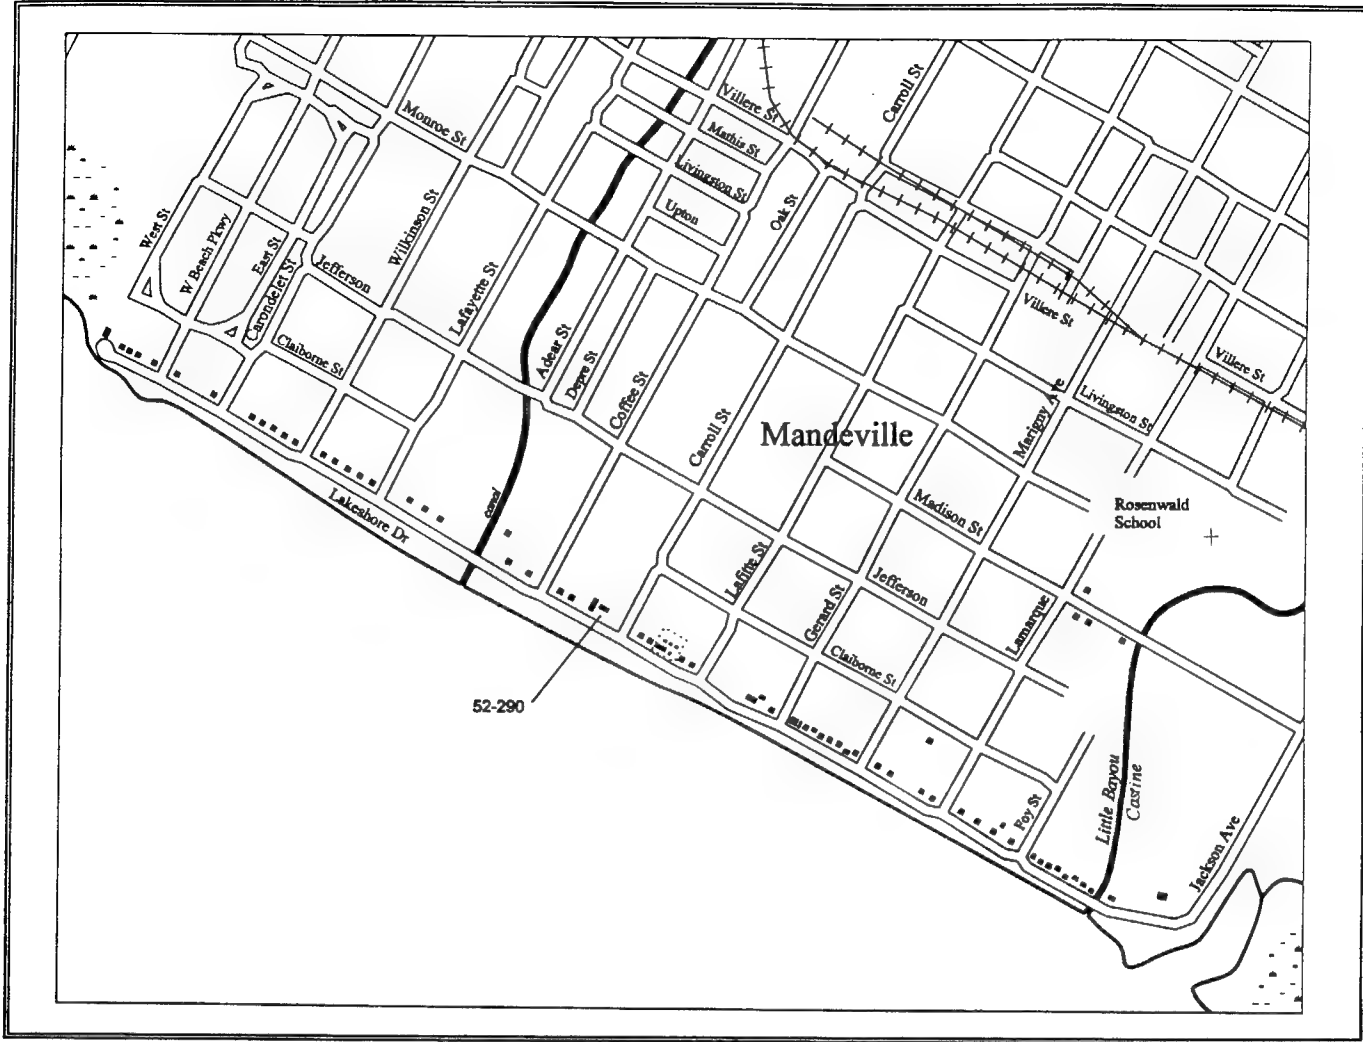 Villere St
Carroll St
Monroe St
Mathis St
Livingston St
Upton
Oak St
West St
W Beach Pkwy
East St
Carondelet St
Jefferson
Wilkinson St
Lafayette St
Villere St
Claiborne St
Adear St
Depre St
Coffee St
Villere St
Carroll St
Mandeville
Marigny Ave
Livingston St
Lakeshore Dr
canal
Madison St
Rosenwald
School
Lafitte St
Gerard St
Jefferson
Lamarque
Claiborne St
52-290
Foy St
Little Bayou
Castine
Jackson Ave